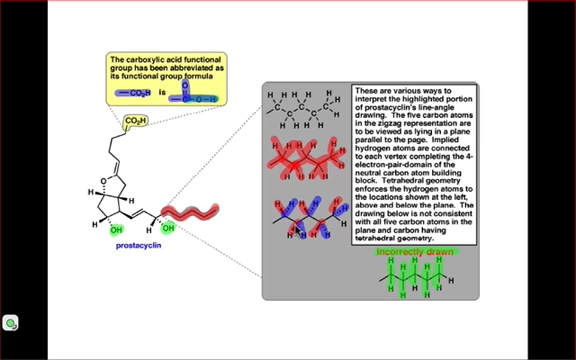 The carboxylic acid functional
group has been abbreviated as
its functional group formula
CO₂H is C O H
O
CO₂H
O
H
H
H
H
OH
OH
prostacyclin
These are various ways to
interpret the highlighted portion
of prostacyclin's line-angle
drawing. The five carbon atoms
in the zigzag representation are
to be viewed as lying in a plane
parallel to the page. Implied
hydrogen atoms are connected
to each vertex completing the 4-
electron-pair-domain of the
neutral carbon atom building
block. Tetrahedral geometry
enforces the hydrogen atoms to
the locations shown at the left,
above and below the plane. The
drawing below is not consistent
with all five carbon atoms in the
plane and carbon having
tetrahedral geometry.
incorrectly drawn